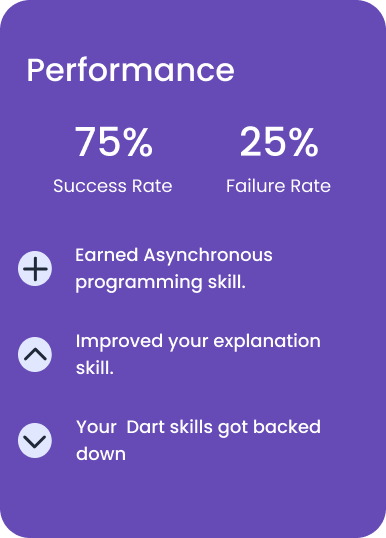 Performance
75% 25%
Success Rate Failure Rate
Earned Asynchronous
programming skill.
Improved your explanation
skill.
Your  Dart skills got backed
down